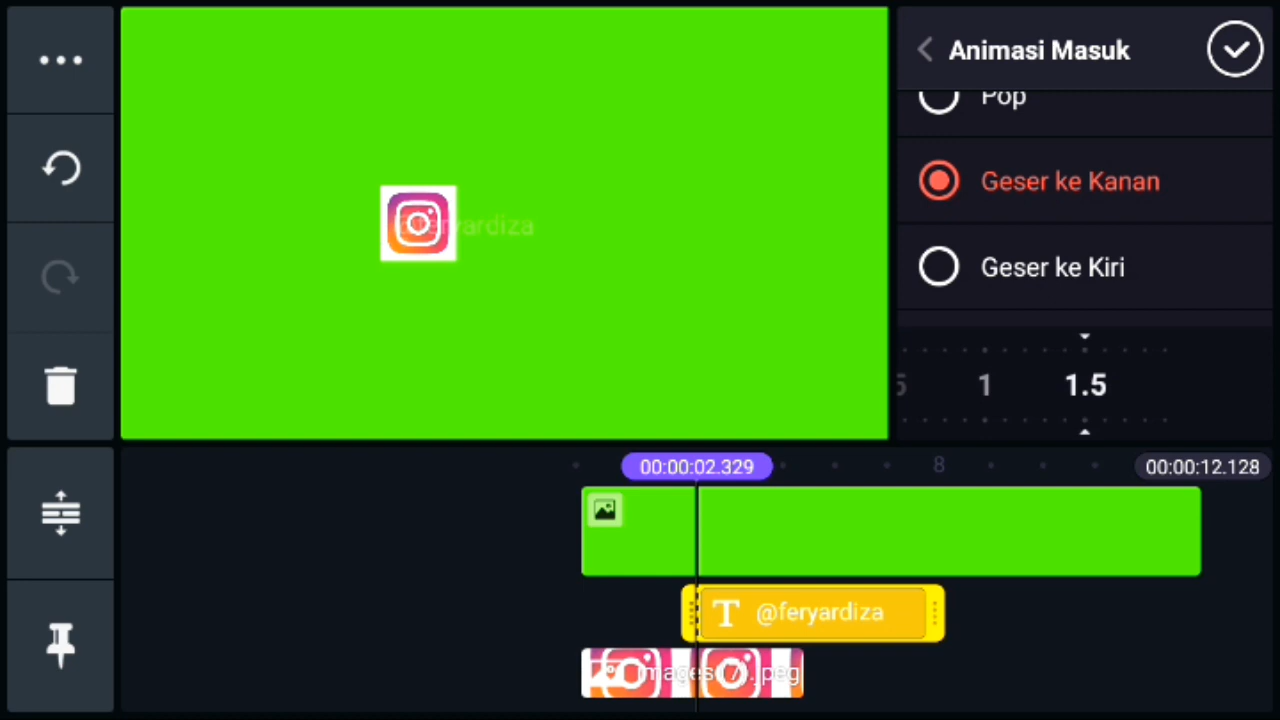 Animasi Masuk
Pop
Geser ke Kanan
Geser ke Kiri
1
1.5
@feryardiza
00:00:02.329
8
00:00:12.128
T @feryardiza